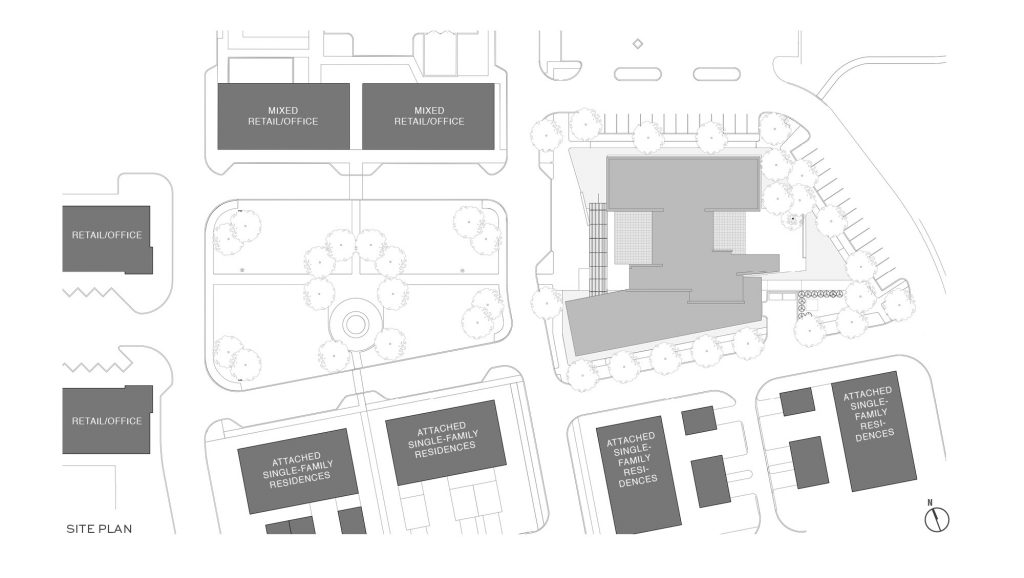 MIXED
RETAIL/OFFICE
MIXED
RETAIL/OFFICE
RETAIL/OFFICE
RETAIL/OFFICE
ATTACHED
SINGLE-FAMILY
RESIDENCES
ATTACHED
SINGLE-FAMILY
RESIDENCES
ATTACHED
SINGLE-
FAMILY
RESI-
DENCES
ATTACHED
SINGLE-
FAMILY
RESI-
DENCES
SITE PLAN
N